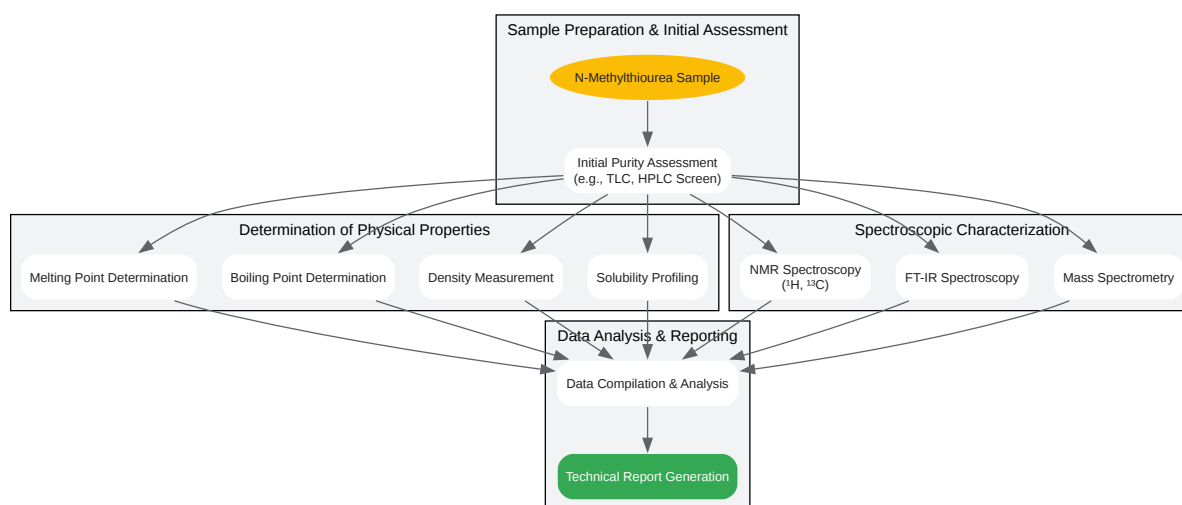 Sample Preparation & Initial Assessment
N-Methylthiourea Sample
Initial Purity Assessment
(e.g., TLC, HPLC Screen)
Determination of Physical Properties
Spectroscopic Characterization
Melting Point Determination
Boiling Point Determination
Density Measurement
Solubility Profiling
NMR Spectroscopy
(¹H, ¹³C)
FT-IR Spectroscopy
Mass Spectrometry
Data Analysis & Reporting
Data Compilation & Analysis
Technical Report Generation